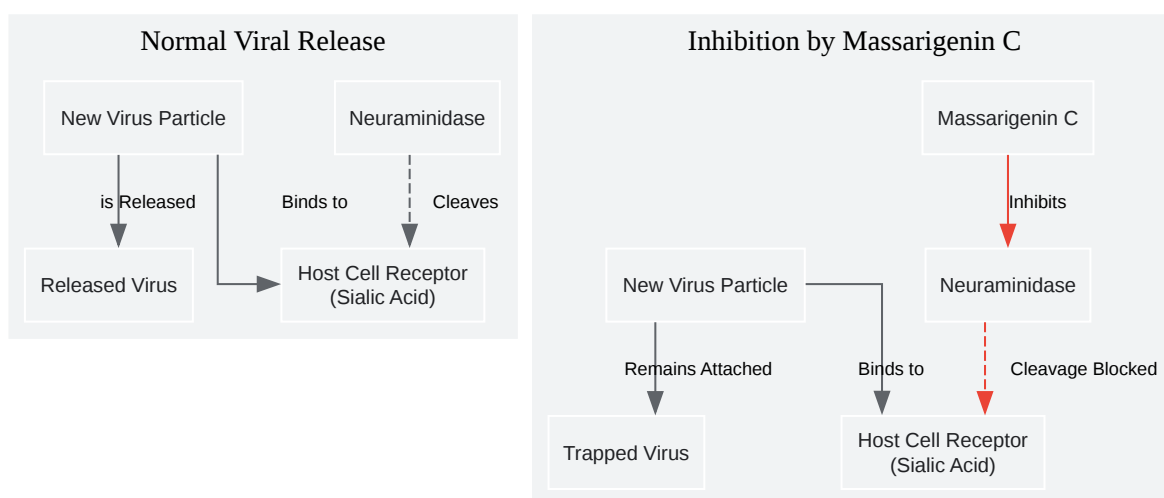 Normal Viral Release
New Virus Particle
Neuraminidase
is Released
Binds to
Cleaves
Released Virus
Host Cell Receptor
(Sialic Acid)
Inhibition by Massarigenin C
Massarigenin C
Inhibits
New Virus Particle
Neuraminidase
Remains Attached
Binds to
Cleavage Blocked
Trapped Virus
Host Cell Receptor
(Sialic Acid)